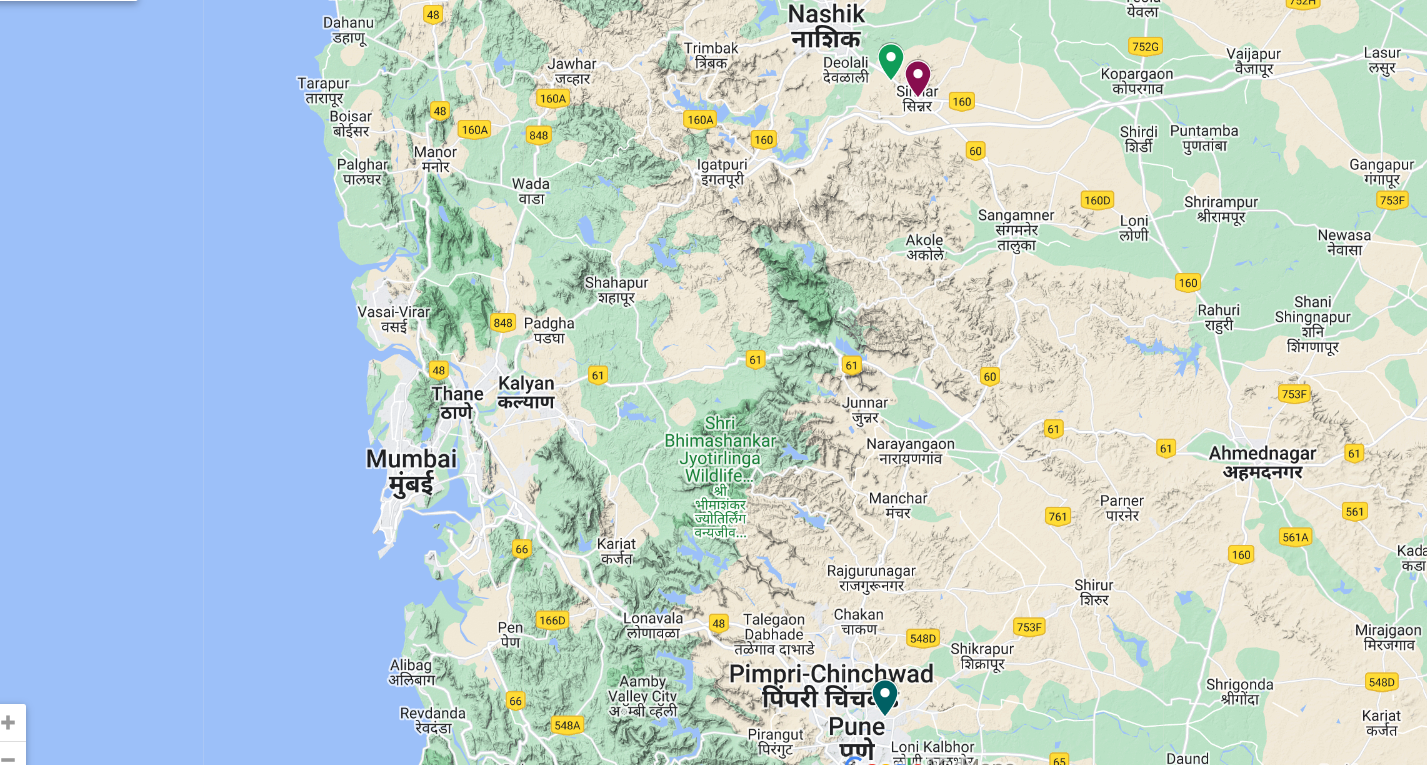 752H
येवला
48
Nashik
नाशिक
Dahanu
डहाणू
Trimbak
त्रिंबक
752G
Vaijapur
वैजापूर
Lasur
लसुर
Jawhar
जव्हार
Deolali
देवळाली
Kopargaon
कोपरगाव
Tarapur
तारापूर
160A
सिन्नर
160
48
Boisar
बोईसर
160A
848
160A
160
Shirdi
शिर्डी
Puntamba
पुणतांबा
Manor
मनोर
60
Palghar
पालघर
Igatpuri
इगतपूरी
Gangapur
गंगापूर
Wada
वाडा
160D
753F
Shrirampur
श्रीरामपूर
Sangamner
संगमनेर
तालुका
Loni
लोणी
Newasa
नेवासा
Akole
अकोले
Shahapur
शहापूर
160
Vasai-Virar
वसई
848
Padgha
पडघा
Rahuri
राहुरी
Shani
Shingnapur
शनि
शिंगणापूर
48
61
61
61
60
Thane
ठाणे
Kalyan
कल्याण
753F
Junnar
जुन्नर
Shri
Bhimashankar
Jyotirlinga
Wildlife...
श्री
भीमाशंकर
ज्योतिर्लिंग
वन्यजीव...
61
61
Narayangaon
नारायणगांव
Ahmednagar
अहमदनगर
61
Mumbai
मुंबई
Manchar
मंचर
Parner
पारनेर
761
561
66
Karjat
कर्जत
561A
160
Rajgurunagar
राजगुरूनगर
Shirur
शिरुर
166D
Lonavala
लोणावळा
48
Talegaon
Dabhade
तळेगाव दाभाडे
Chakan
चाकण
548D
753F
Pen
पेण
Shikrapur
शिक्रापूर
Mirajgaon
मिरजगाव
Alibag
अलिबाग
Pimpri-Chinchwad
Aamby
Valley City
अ‍ॅम्बी व्हॅली
पिंपरी
548D
Shrigonda
श्रीगोंदा
66
Revdanda
रेवदंडा
548A
Pirangut
पिरंगुट
Pune
पुणे
Karjat
कर्जत
Loni Kalbhor
65
Daund